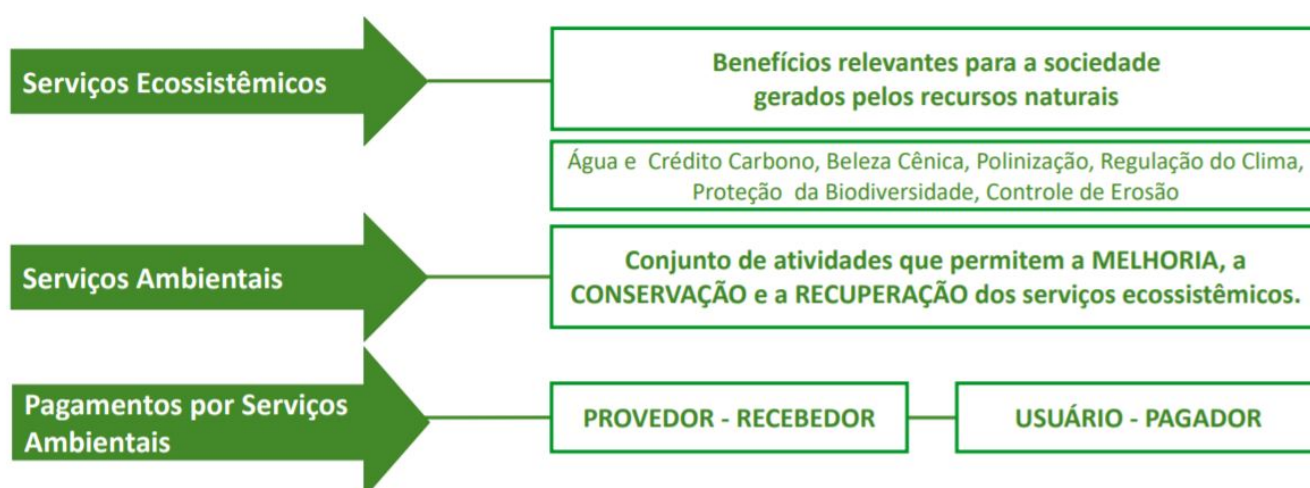 Serviços Ecossistêmicos
Benefícios relevantes para a sociedade
gerados pelos recursos naturais
Água e Crédito Carbono, Beleza Cênica, Polinização, Regulação do Clima,
Proteção da Biodiversidade, Controle de Erosão
Serviços Ambientais
Conjunto de atividades que permitem a MELHORIA, a
CONSERVAÇÃO e a RECUPERAÇÃO dos serviços ecossistêmicos.
Pagamentos por Serviços
Ambientais
PROVEDOR - RECEBEDOR
USUÁRIO - PAGADOR